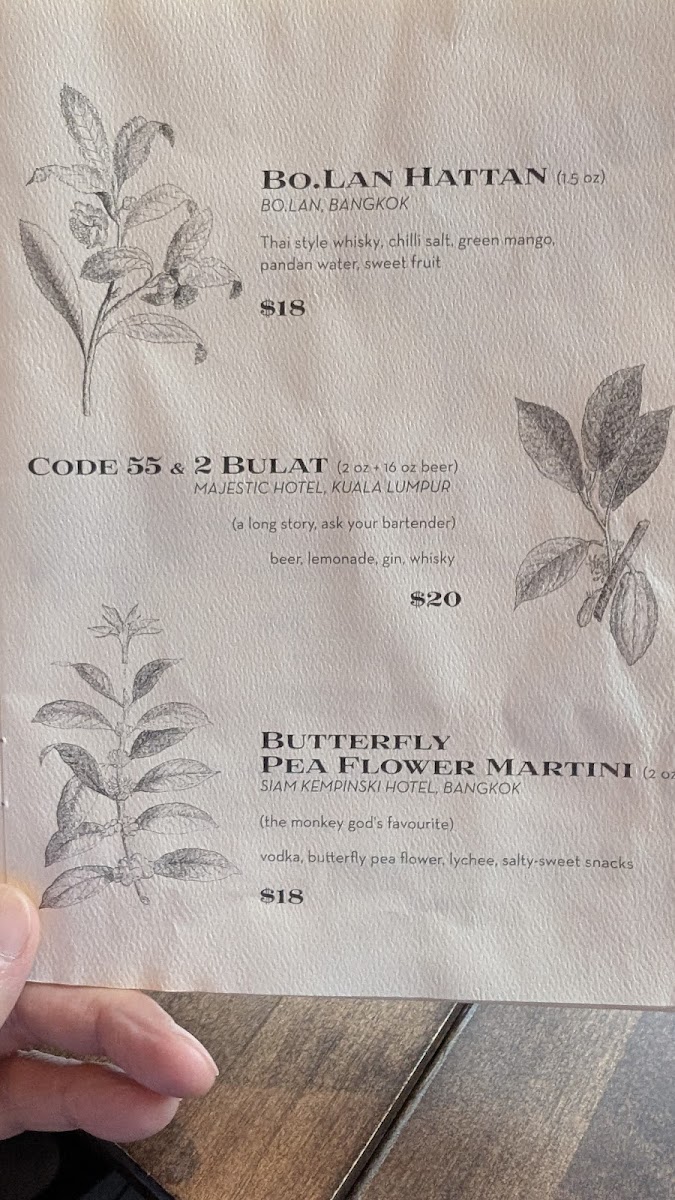 BO.LAN HATTAN (1.5 oz)
BO.LAN, BANGKOK
Thai style whisky, chilli salt, green mango,
pandan water, sweet fruit
$18
CODE 55 & 2 BULAT (2 oz + 16 oz beer)
MAJESTIC HOTEL, KUALA LUMPUR
(a long story, ask your bartender)
beer, lemonade, gin, whisky
$20
BUTTERFLY
PEA FLOWER MARTINI (2 oz
SIAM KEMPINSKI HOTEL, BANGKOK
(the monkey god's favourite)
vodka, butterfly pea flower, lychee, salty-sweet snacks
$18